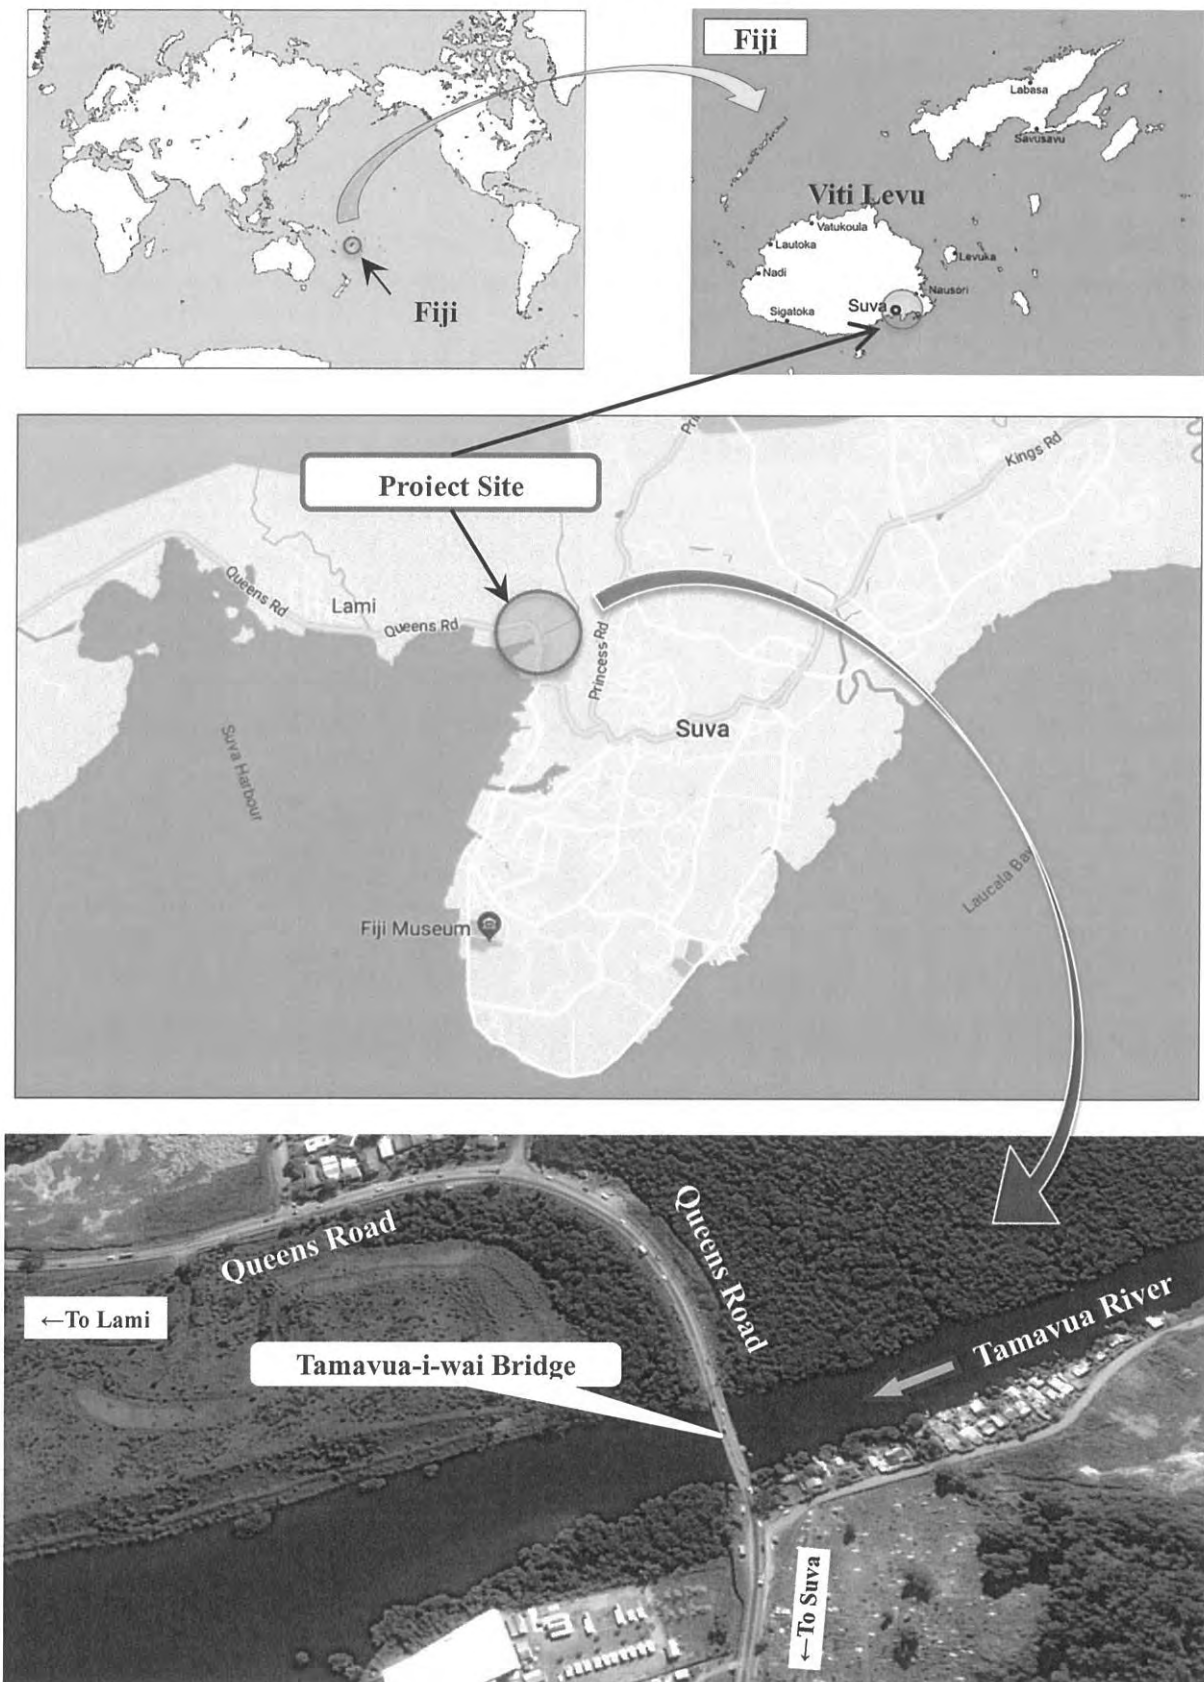 Fiji
Fiji
Labasa
Savusavu
Viti Levu
Vatukoula
Lautoka
Levuka
Nadi
Nausori
Suva
Sigatoka
Project Site
Kings Rd
Queens Rd
Lami
Queens Rd
Princess Rd
Suva
Suva Harbour
Laucala Bay
Fiji Museum
Queens Road
Queens Road
←To Lami
Tamavua River
Tamavua-i-wai Bridge
←To Suva